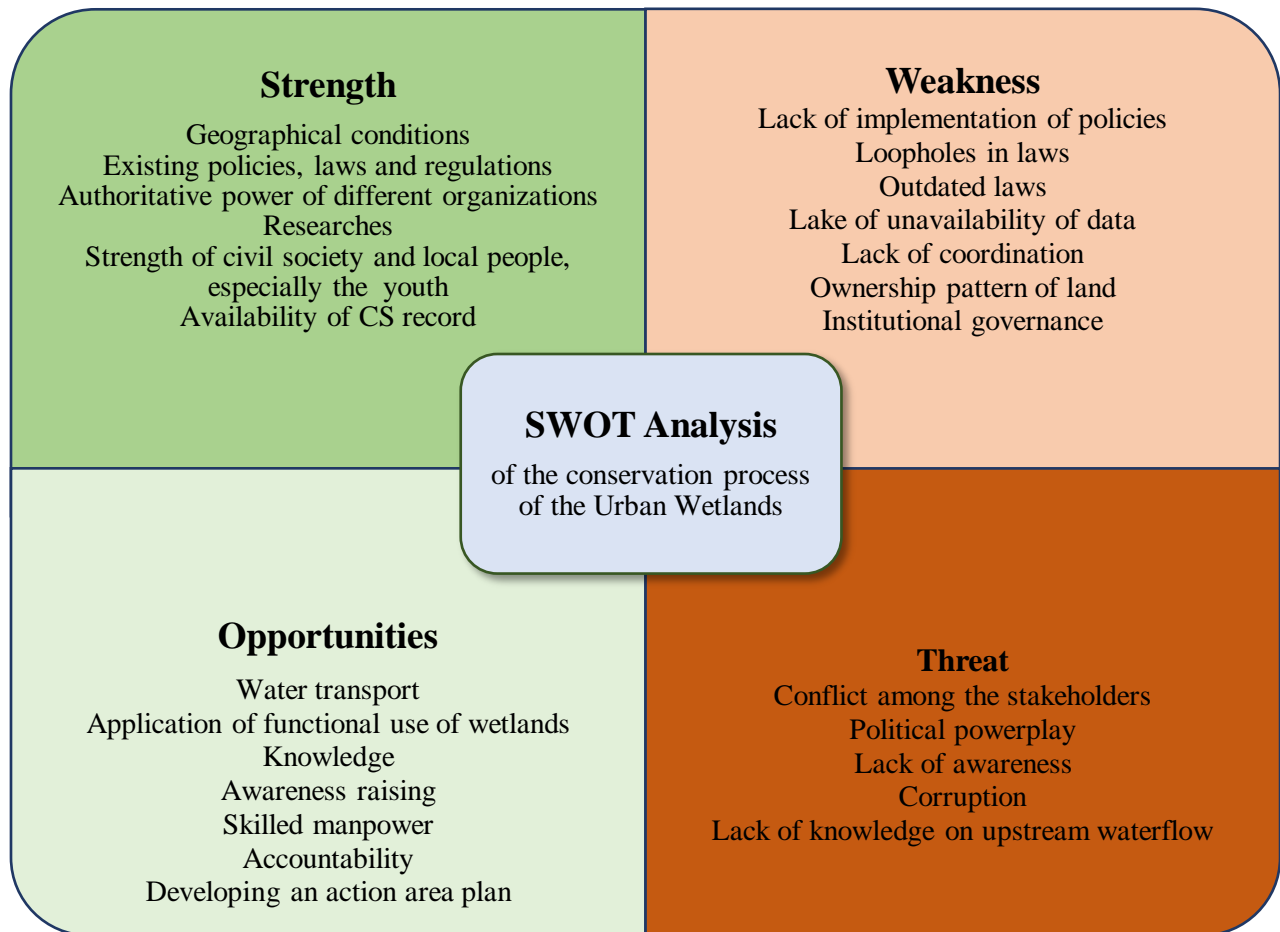 Strength
Geographical conditions
Existing policies, laws and regulations
Authoritative power of different organizations
Researches
Strength of civil society and local people,
especially the youth
Availability of CS record
Weakness
Lack of implementation of policies
Loopholes in laws
Outdated laws
Lake of unavailability of data
Lack of coordination
Ownership pattern of land
Institutional governance
SWOT Analysis
of the conservation process
of the Urban Wetlands
Opportunities
Water transport
Application of functional use of wetlands
Knowledge
Awareness raising
Skilled manpower
Accountability
Developing an action area plan
Threat
Conflict among the stakeholders
Political powerplay
Lack of awareness
Corruption
Lack of knowledge on upstream waterflow